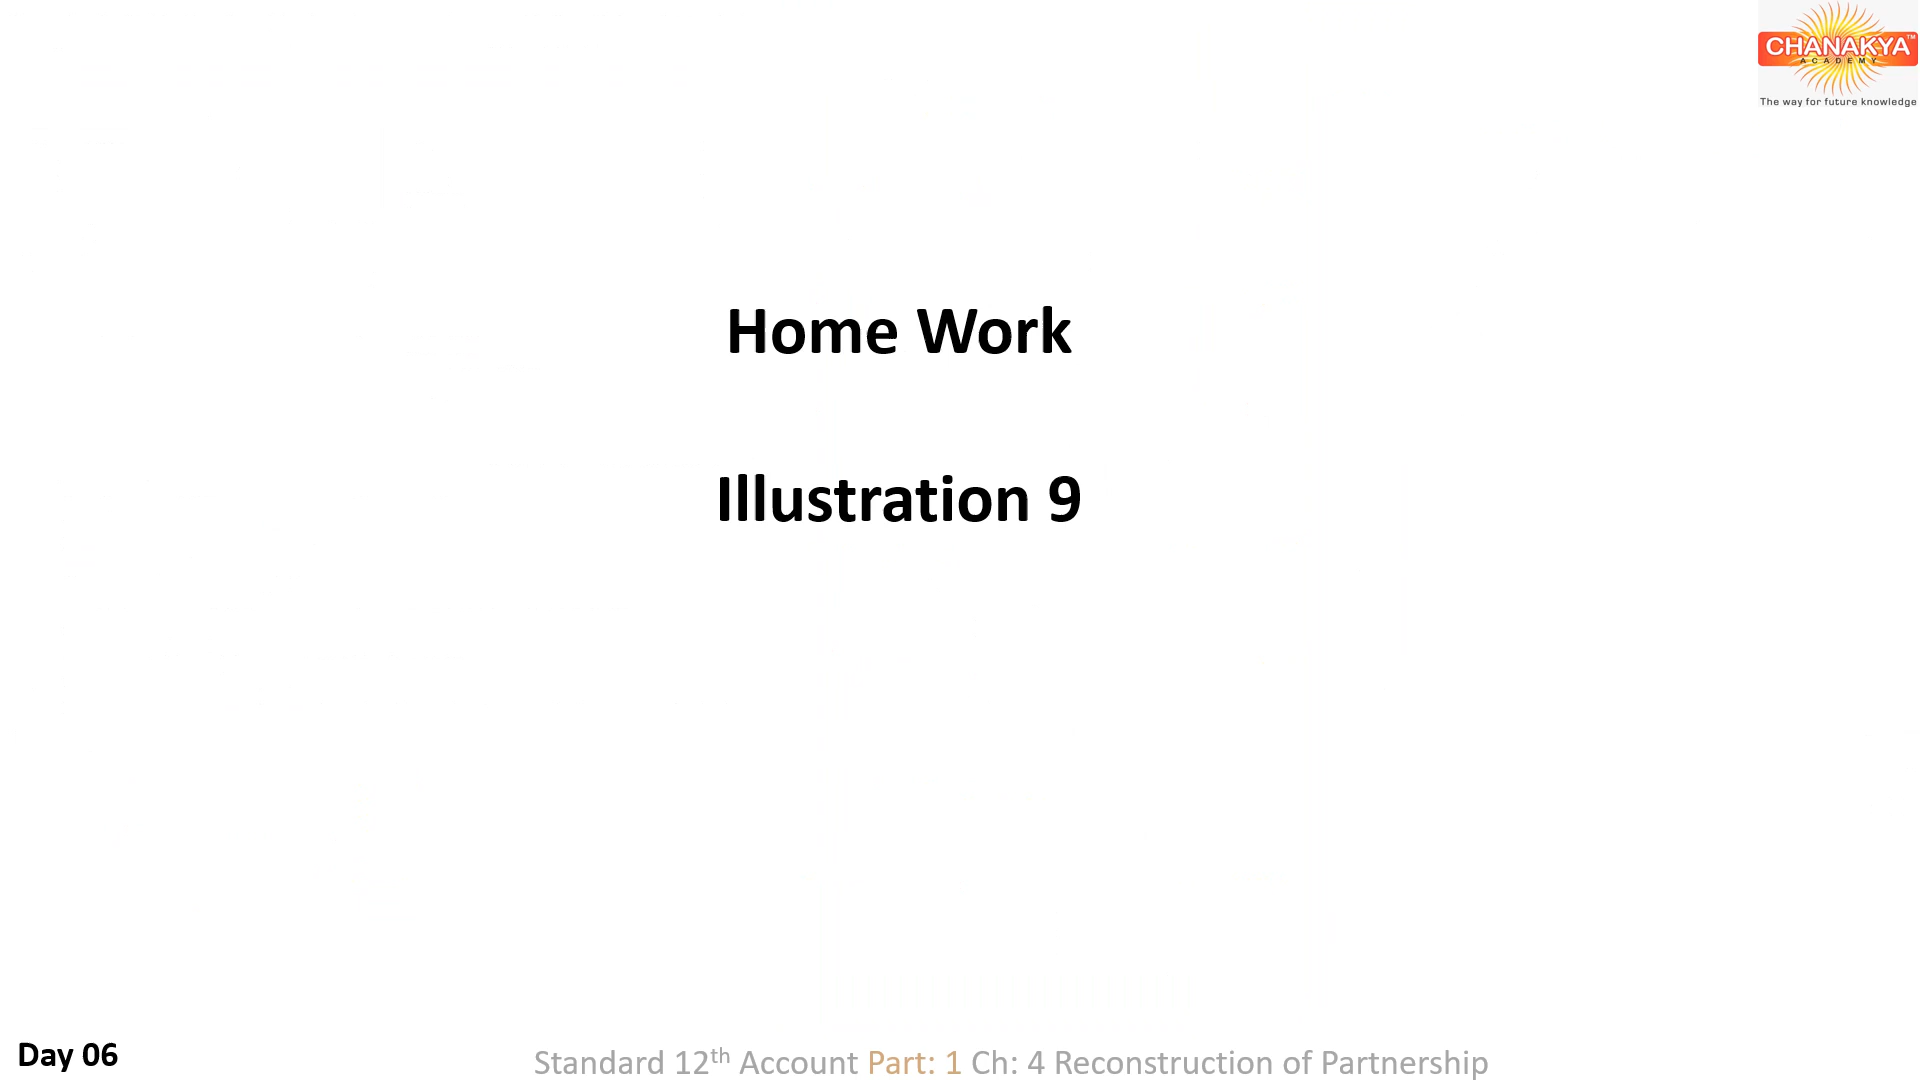 CHANAKYA™
ACADEMY
The way for future knowledge
Home Work
Illustration 9
Day 06
Standard 12th Account Part: 1 Ch: 4 Reconstruction of Partnership